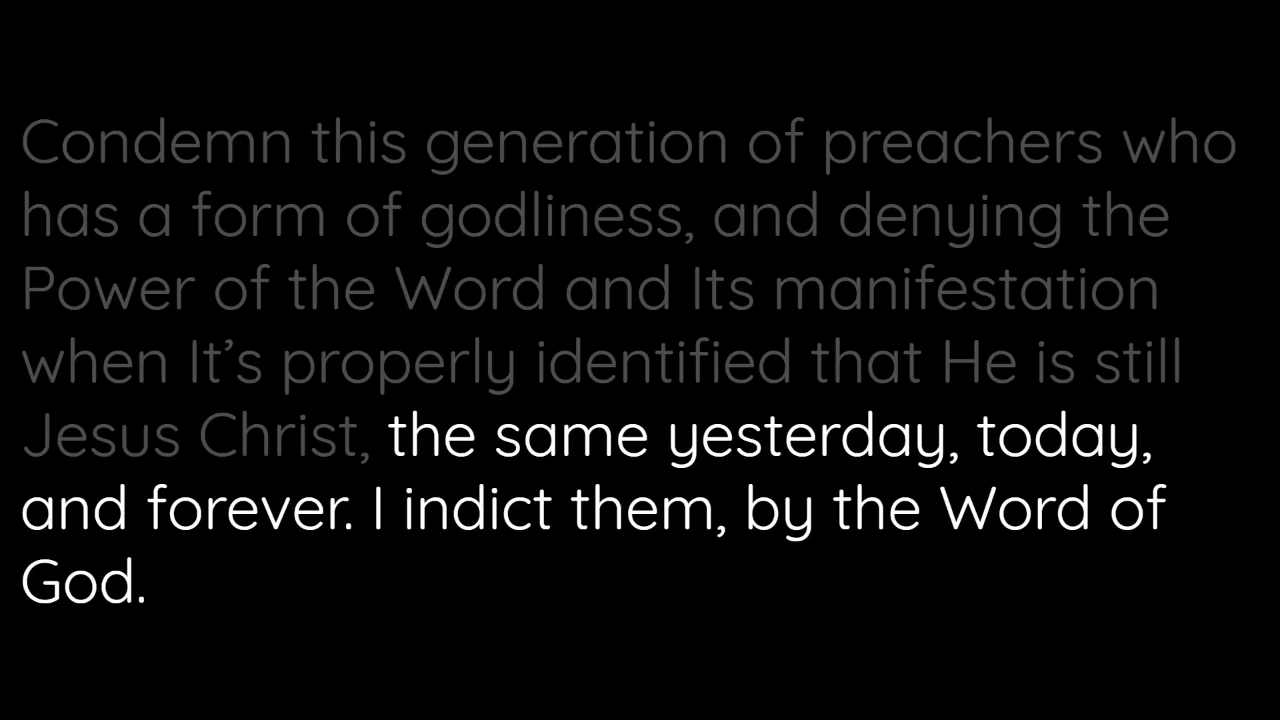 Condemn this generation of preachers who
has a form of godliness, and denying the
Power of the Word and Its manifestation
when It’s properly identified that He is still
Jesus Christ, the same yesterday, today,
and forever. I indict them, by the Word of
God.